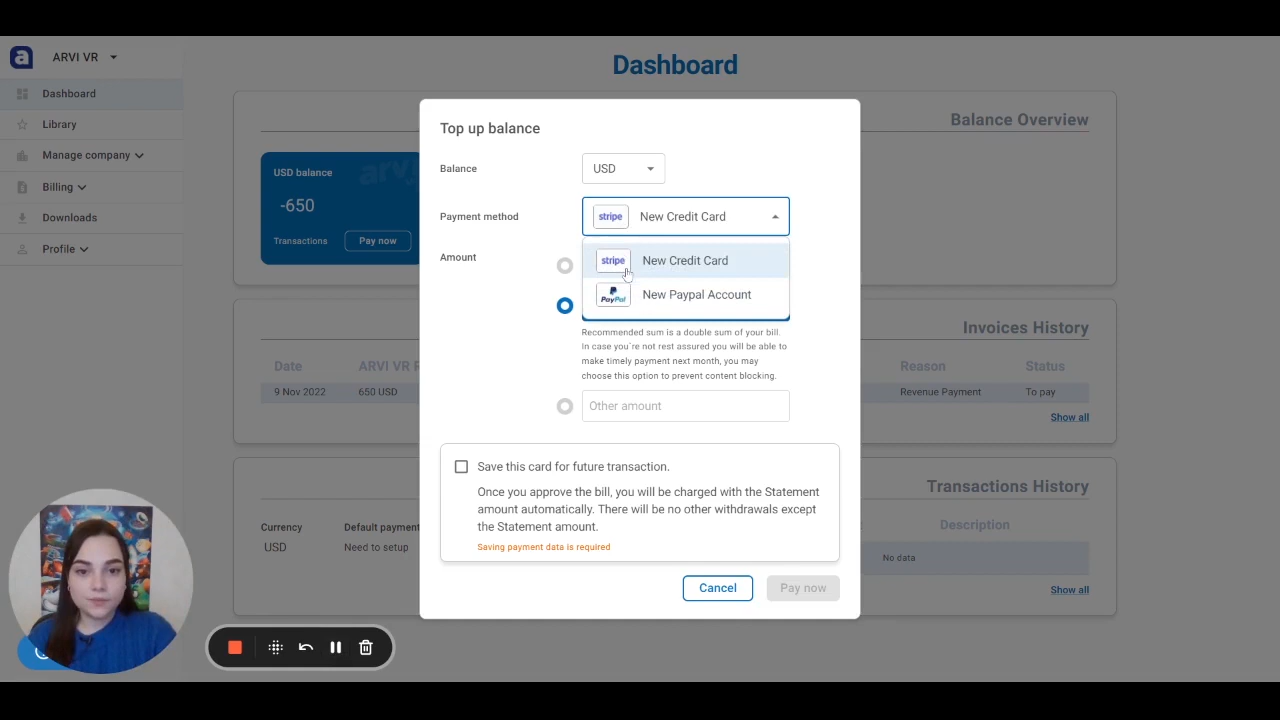 ARVI VR
Dashboard
Library
Manage company
Billing
Downloads
Profile
Dashboard
Balance Overview
USD balance
-650
Transactions
Pay now
Invoices History
Date
ARVI VR
Reason
Status
9 Nov 2022
650 USD
Revenue Payment
To pay
Show all
Transactions History
Currency
Default payment
Description
USD
Need to setup
No data
Show all
Top up balance
Balance
USD
Payment method
stripe
New Credit Card
stripe
New Credit Card
PayPal
New Paypal Account
Amount
Recommended sum is a double sum of your bill.
In case you're not rest assured you will be able to
make timely payment next month, you may
choose this option to prevent content blocking.
Other amount
Save this card for future transaction.
Once you approve the bill, you will be charged with the Statement
amount automatically. There will be no other withdrawals except
the Statement amount.
Saving payment data is required
Cancel
Pay now